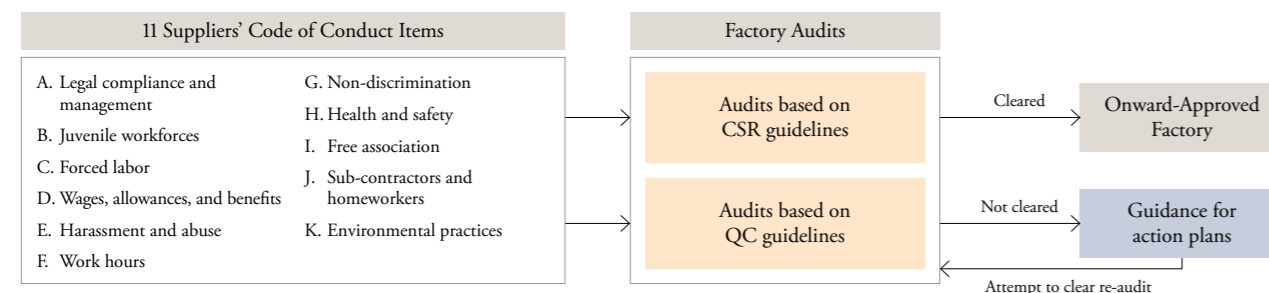 11 Suppliers’ Code of Conduct Items
A. Legal compliance and
management
B. Juvenile workforces
C. Forced labor
D. Wages, allowances, and benefits
E. Harassment and abuse
F. Work hours
G. Non-discrimination
H. Health and safety
I. Free association
J. Sub-contractors and
homeworkers
K. Environmental practices
Factory Audits
Audits based on
CSR guidelines
Audits based on
QC guidelines
Cleared
Onward-Approved
Factory
Not cleared
Guidance for
action plans
Attempt to clear re-audit